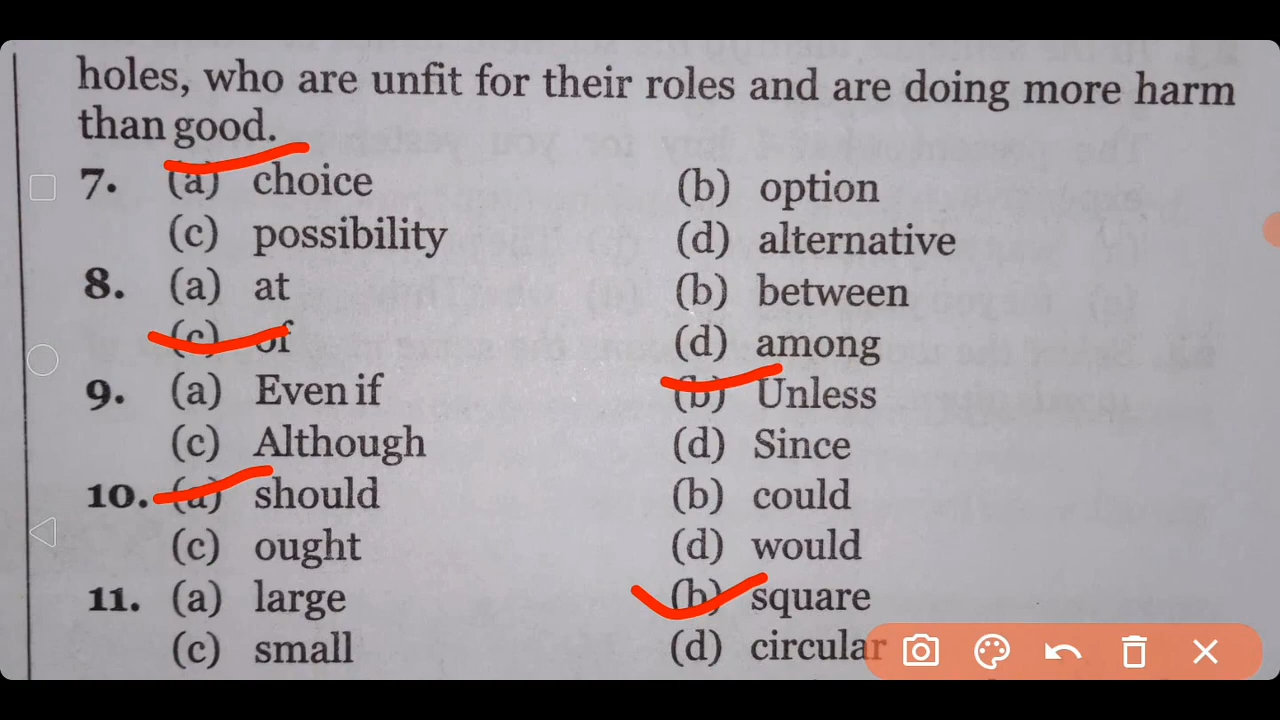 holes, who are unfit for their roles and are doing more harm
than good.
7. (a) choice (b) option
(c) possibility (d) alternative
8. (a) at (b) between
(c) of (d) among
9. (a) Even if (b) Unless
(c) Although (d) Since
10. (a) should (b) could
(c) ought (d) would
11. (a) large (b) square
(c) small (d) circular